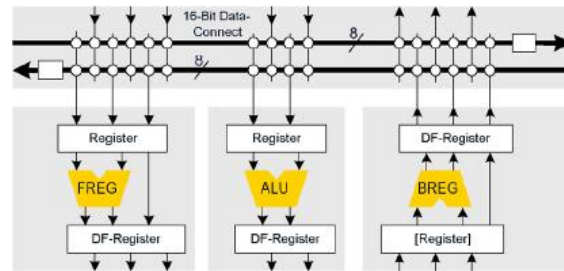 16-Bit Data-
Connect
8
8
Register
Register
DF-Register
FREG
ALU
BREG
DF-Register
DF-Register
[Register]